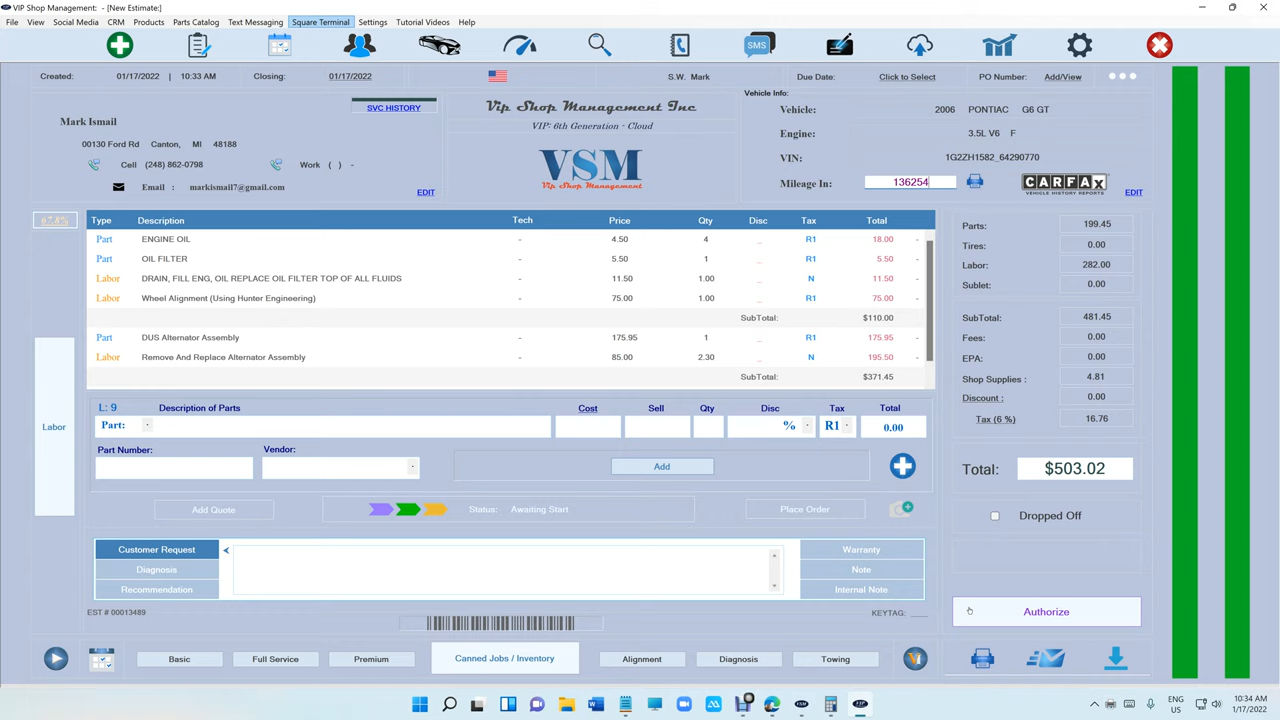 VIP Shop Management: - [New Estimate:]
File View Social Media CRM Products Parts Catalog Text Messaging Square Terminal Settings Tutorial Videos Help
SMS
Created: 01/17/2022 | 10:33 AM Closing: 01/17/2022 S.W. Mark Due Date: Click to Select PO Number: Add/View
SVC HISTORY
Mark Ismail
00130 Ford Rd Canton, MI 48188
Cell (248) 862-0798 Work ( ) -
Email : markismail7@gmail.com
EDIT
Vip Shop Management Inc
VIP: 6th Generation - Cloud
VSM
Vip Shop Management
Vehicle Info:
Vehicle: 2006 PONTIAC G6 GT
Engine: 3.5L V6 F
VIN: 1G2ZH1582_64290770
Mileage In: 136254
CARFAX
VEHICLE HISTORY REPORTS
EDIT
67.8%
Type Description Tech Price Qty Disc Tax Total
Part ENGINE OIL - 4.50 4 _ R1 18.00 -
Part OIL FILTER - 5.50 1 _ R1 5.50 -
Labor DRAIN, FILL ENG, OIL REPLACE OIL FILTER TOP OF ALL FLUIDS - 11.50 1.00 _ N 11.50 -
Labor Wheel Alignment (Using Hunter Engineering) - 75.00 1.00 _ R1 75.00 -
SubTotal: $110.00
Part DUS Alternator Assembly - 175.95 1 _ R1 175.95 -
Labor Remove And Replace Alternator Assembly - 85.00 2.30 _ N 195.50 -
SubTotal: $371.45
Labor
L: 9 Description of Parts Cost Sell Qty Disc Tax Total
Part: % R1 0.00
Part Number: Vendor:
Add
Add Quote Status: Awaiting Start Place Order
Customer Request
Diagnosis
Recommendation
Warranty
Note
Internal Note
EST # 00013489 KEYTAG: ____
Parts: 199.45
Tires: 0.00
Labor: 282.00
Sublet: 0.00
SubTotal: 481.45
Fees: 0.00
EPA: 0.00
Shop Supplies : 4.81
Discount : 0.00
Tax (6 %) 16.76
Total: $503.02
Dropped Off
Authorize
Basic Full Service Premium Canned Jobs / Inventory Alignment Diagnosis Towing
ENG
US
10:34 AM
1/17/2022